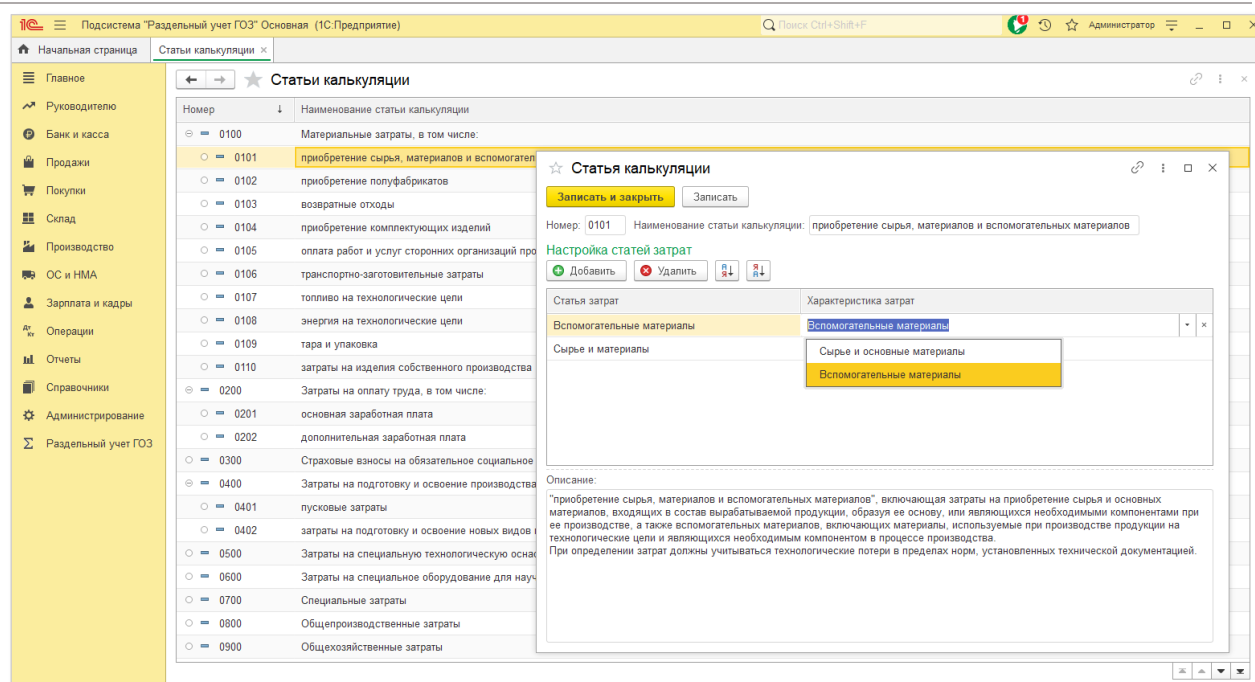 1С Подсистема "Раздельный учет ГОЗ" Основная (1С:Предприятие) Поиск Ctrl+Shift+F 9 Администратор
Начальная страница Статьи калькуляции ×
Главное
Руководителю
Банк и касса
Продажи
Покупки
Склад
Производство
ОС и НМА
Зарплата и кадры
Операции
Отчеты
Справочники
Администрирование
Раздельный учет ГОЗ
Статьи калькуляции
Номер ↓ Наименование статьи калькуляции
0100 Материальные затраты, в том числе:
0101 приобретение сырья, материалов и вспомогател
0102 приобретение полуфабрикатов
0103 возвратные отходы
0104 приобретение комплектующих изделий
0105 оплата работ и услуг сторонних организаций про
0106 транспортно-заготовительные затраты
0107 топливо на технологические цели
0108 энергия на технологические цели
0109 тара и упаковка
0110 затраты на изделия собственного производства
0200 Затраты на оплату труда, в том числе:
0201 основная заработная плата
0202 дополнительная заработная плата
0300 Страховые взносы на обязательное социальное
0400 Затраты на подготовку и освоение производства
0401 пусковые затраты
0402 затраты на подготовку и освоение новых видов
0500 Затраты на специальную технологическую осна
0600 Затраты на специальное оборудование для науч
0700 Специальные затраты
0800 Общепроизводственные затраты
0900 Общехозяйственные затраты
Статья калькуляции
Записать и закрыть Записать
Номер: 0101 Наименование статьи калькуляции: приобретение сырья, материалов и вспомогательных материалов
Настройка статей затрат
Добавить Удалить
Статья затрат Характеристика затрат
Вспомогательные материалы Вспомогательные материалы
Сырье и материалы
Сырье и основные материалы
Вспомогательные материалы
Описание:
"приобретение сырья, материалов и вспомогательных материалов", включающая затраты на приобретение сырья и основных
материалов, входящих в состав вырабатываемой продукции, образуя ее основу, или являющихся необходимыми компонентами при
ее производстве, а также вспомогательных материалов, включающих материалы, используемые при производстве продукции на
технологические цели и являющихся необходимым компонентом в процессе производства.
При определении затрат должны учитываться технологические потери в пределах норм, установленных технической документацией.